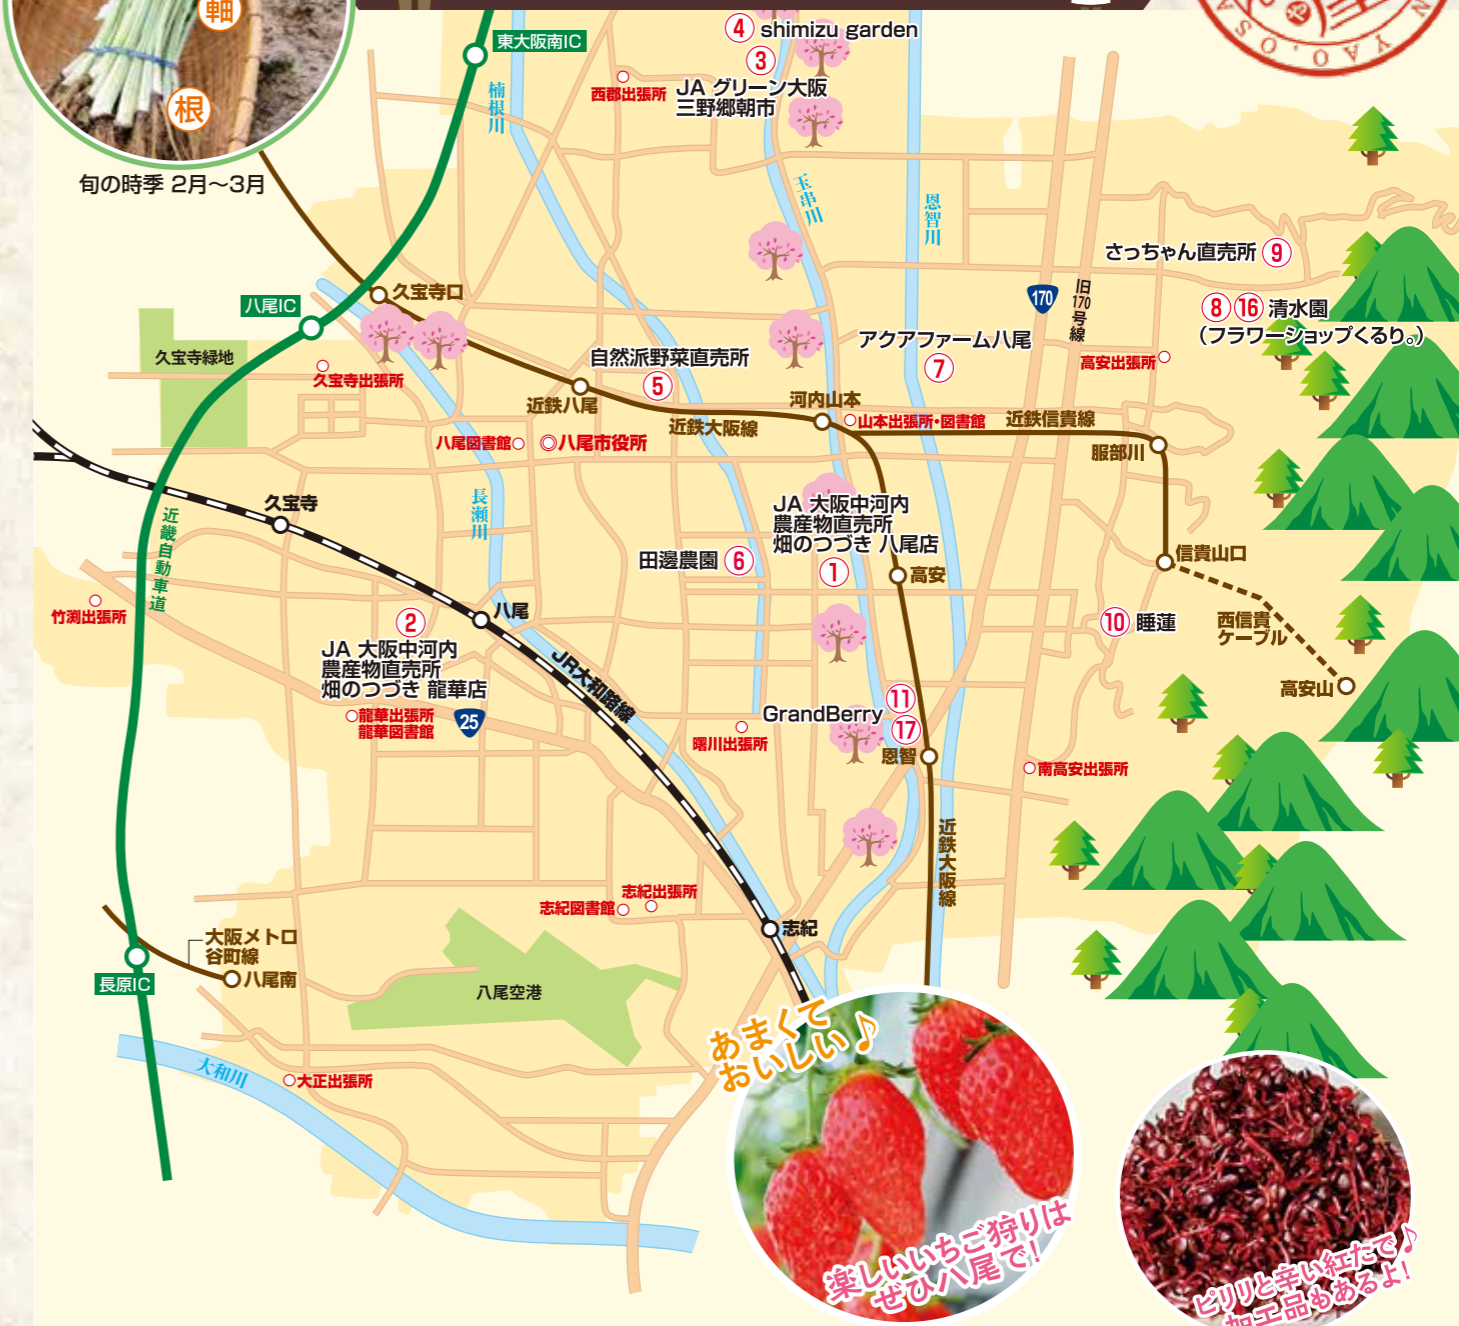 軸
根
旬の時季 2月〜3月
YAO'OSA
東大阪南IC
楠根川
西郡出張所
④ shimizu garden
③
JA グリーン大阪
三野郷朝市
玉串川
恩智川
さっちゃん直売所 ⑨
⑧ ⑯ 清水園
(フラワーショップくるり。)
170
旧170号線
高安出張所
久宝寺口
八尾IC
久宝寺緑地
久宝寺出張所
自然派野菜直売所
⑤
アクアファーム八尾
⑦
近鉄八尾
近鉄大阪線
河内山本
山本出張所・図書館
近鉄信貴線
服部川
八尾図書館
八尾市役所
久宝寺
近畿自動車道
長瀬川
JA 大阪中河内
農産物直売所
畑のつづき 八尾店
①
田邊農園 ⑥
高安
信貴山口
西信貴
ケーブル
高安山
⑩ 睡蓮
竹渕出張所
八尾
②
JA 大阪中河内
農産物直売所
畑のつづき 龍華店
龍華出張所
龍華図書館
25
JR大和路線
曙川出張所
GrandBerry ⑪
⑰
恩智
南高安出張所
近鉄大阪線
志紀図書館
志紀出張所
志紀
大阪メトロ
谷町線
八尾南
長原IC
八尾空港
大和川
大正出張所
あまくて
おいしい♪
楽しいいちご狩りは
ぜひ八尾で!
ピリリと辛い紅たで♪
加工品もあるよ!